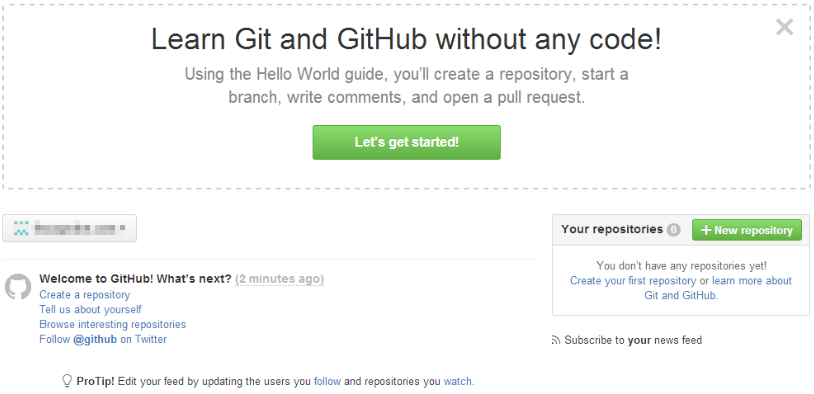 Learn Git and GitHub without any code!
Using the Hello World guide, you'll create a repository, start a
branch, write comments, and open a pull request.
Let's get started!
Your repositories 0
+ New repository
You don't have any repositories yet!
Create your first repository or learn more about
Git and GitHub.
Subscribe to your news feed
Welcome to GitHub! What's next? (2 minutes ago)
Create a repository
Tell us about yourself
Browse interesting repositories
Follow @github on Twitter
ProTip! Edit your feed by updating the users you follow and repositories you watch.